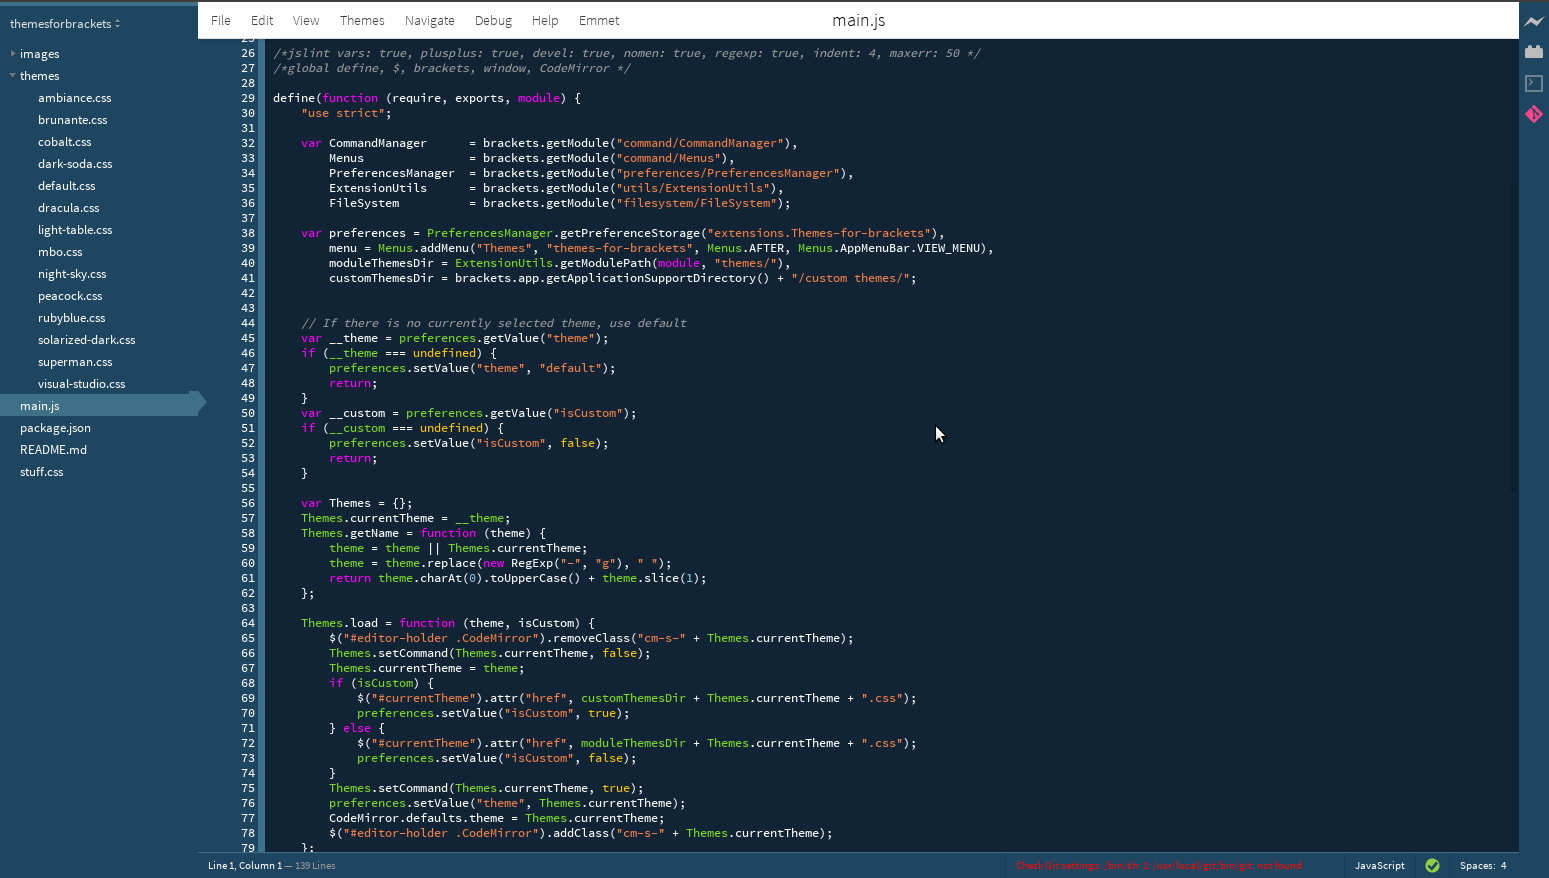 themesforbrackets
File Edit View Themes Navigate Debug Help Emmet
main.js
images
themes
ambiance.css
brunante.css
cobalt.css
dark-soda.css
default.css
dracula.css
light-table.css
mbo.css
night-sky.css
peacock.css
rubyblue.css
solarized-dark.css
superman.css
visual-studio.css
main.js
package.json
README.md
stuff.css
25
26 /*jslint vars: true, plusplus: true, devel: true, nomen: true, regexp: true, indent: 4, maxerr: 50 */
27 /*global define, $, brackets, window, CodeMirror */
28
29 define(function (require, exports, module) {
30     "use strict";
31
32     var CommandManager      = brackets.getModule("command/CommandManager"),
33         Menus               = brackets.getModule("command/Menus"),
34         PreferencesManager  = brackets.getModule("preferences/PreferencesManager"),
35         ExtensionUtils      = brackets.getModule("utils/ExtensionUtils"),
36         FileSystem          = brackets.getModule("filesystem/FileSystem");
37
38     var preferences = PreferencesManager.getPreferenceStorage("extensions.Themes-for-brackets"),
39         menu = Menus.addMenu("Themes", "themes-for-brackets", Menus.AFTER, Menus.AppMenuBar.VIEW_MENU),
40         moduleThemesDir = ExtensionUtils.getModulePath(module, "themes/"),
41         customThemesDir = brackets.app.getApplicationSupportDirectory() + "/custom themes/";
42
43
44     // If there is no currently selected theme, use default
45     var __theme = preferences.getValue("theme");
46     if (__theme === undefined) {
47         preferences.setValue("theme", "default");
48         return;
49     }
50     var __custom = preferences.getValue("isCustom");
51     if (__custom === undefined) {
52         preferences.setValue("isCustom", false);
53         return;
54     }
55
56     var Themes = {};
57     Themes.currentTheme = __theme;
58     Themes.getName = function (theme) {
59         theme = theme || Themes.currentTheme;
60         theme = theme.replace(new RegExp("-", "g"), " ");
61         return theme.charAt(0).toUpperCase() + theme.slice(1);
62     };
63
64     Themes.load = function (theme, isCustom) {
65         $("#editor-holder .CodeMirror").removeClass("cm-s-" + Themes.currentTheme);
66         Themes.setCommand(Themes.currentTheme, false);
67         Themes.currentTheme = theme;
68         if (isCustom) {
69             $("#currentTheme").attr("href", customThemesDir + Themes.currentTheme + ".css");
70             preferences.setValue("isCustom", true);
71         } else {
72             $("#currentTheme").attr("href", moduleThemesDir + Themes.currentTheme + ".css");
73             preferences.setValue("isCustom", false);
74         }
75         Themes.setCommand(Themes.currentTheme, true);
76         preferences.setValue("theme", Themes.currentTheme);
77         CodeMirror.defaults.theme = Themes.currentTheme;
78         $("#editor-holder .CodeMirror").addClass("cm-s-" + Themes.currentTheme);
79     };
Line 1, Column 1 — 139 Lines
Check Git settings: /bin/sh: 1: /usr/local/git/bin/git: not found
JavaScript
Spaces: 4